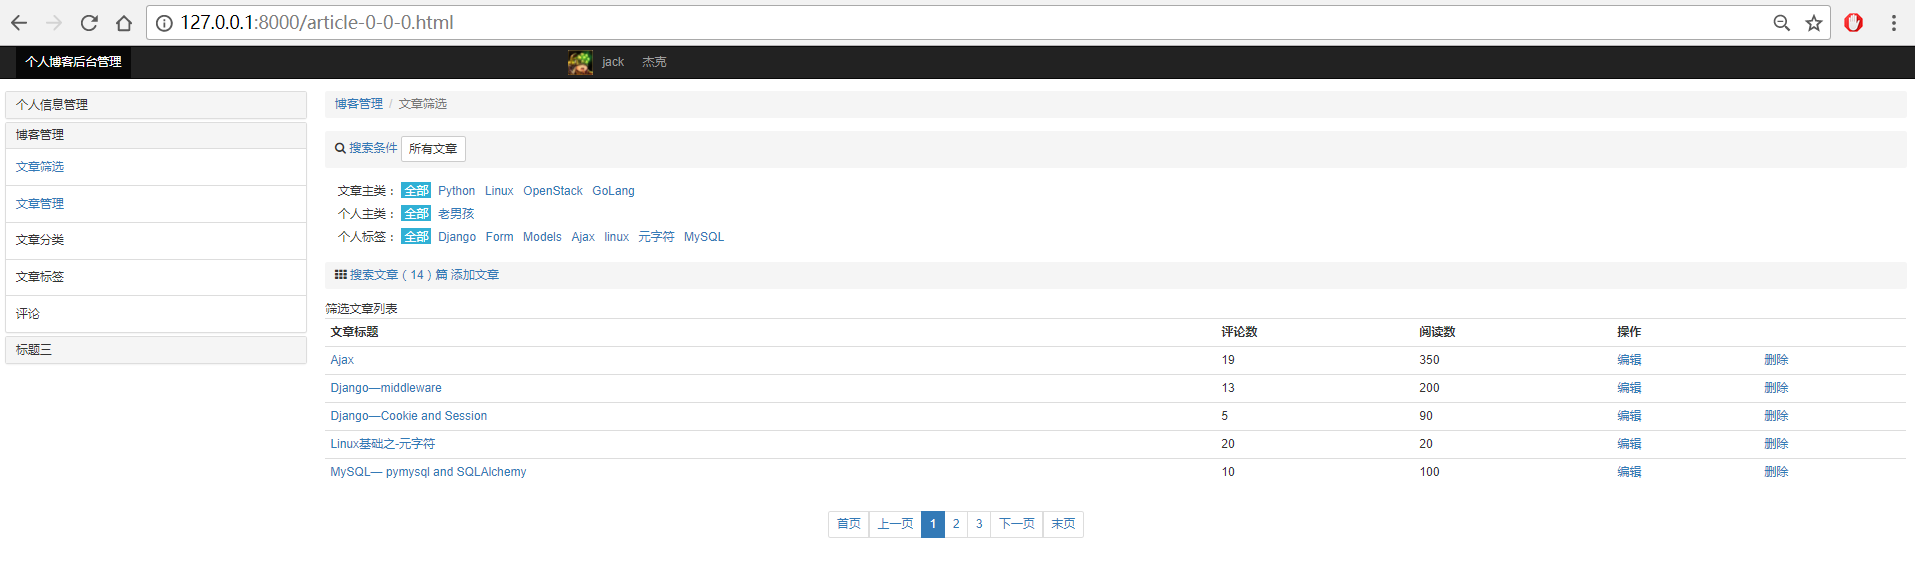 127.0.0.1:8000/article-0-0-0.html
个人博客后台管理 jack 杰克
个人信息管理
博客管理
文章筛选
文章管理
文章分类
文章标签
评论
标题三
博客管理 / 文章筛选
搜索条件 所有文章
文章主类： 全部 Python Linux OpenStack GoLang
个人主类： 全部 老男孩
个人标签： 全部 Django Form Models Ajax linux 元字符 MySQL
搜索文章（14）篇 添加文章
筛选文章列表
文章标题 评论数 阅读数 操作
Ajax 19 350 编辑 删除
Django—middleware 13 200 编辑 删除
Django—Cookie and Session 5 90 编辑 删除
Linux基础之-元字符 20 20 编辑 删除
MySQL— pymysql and SQLAlchemy 10 100 编辑 删除
首页 上一页 1 2 3 下一页 末页